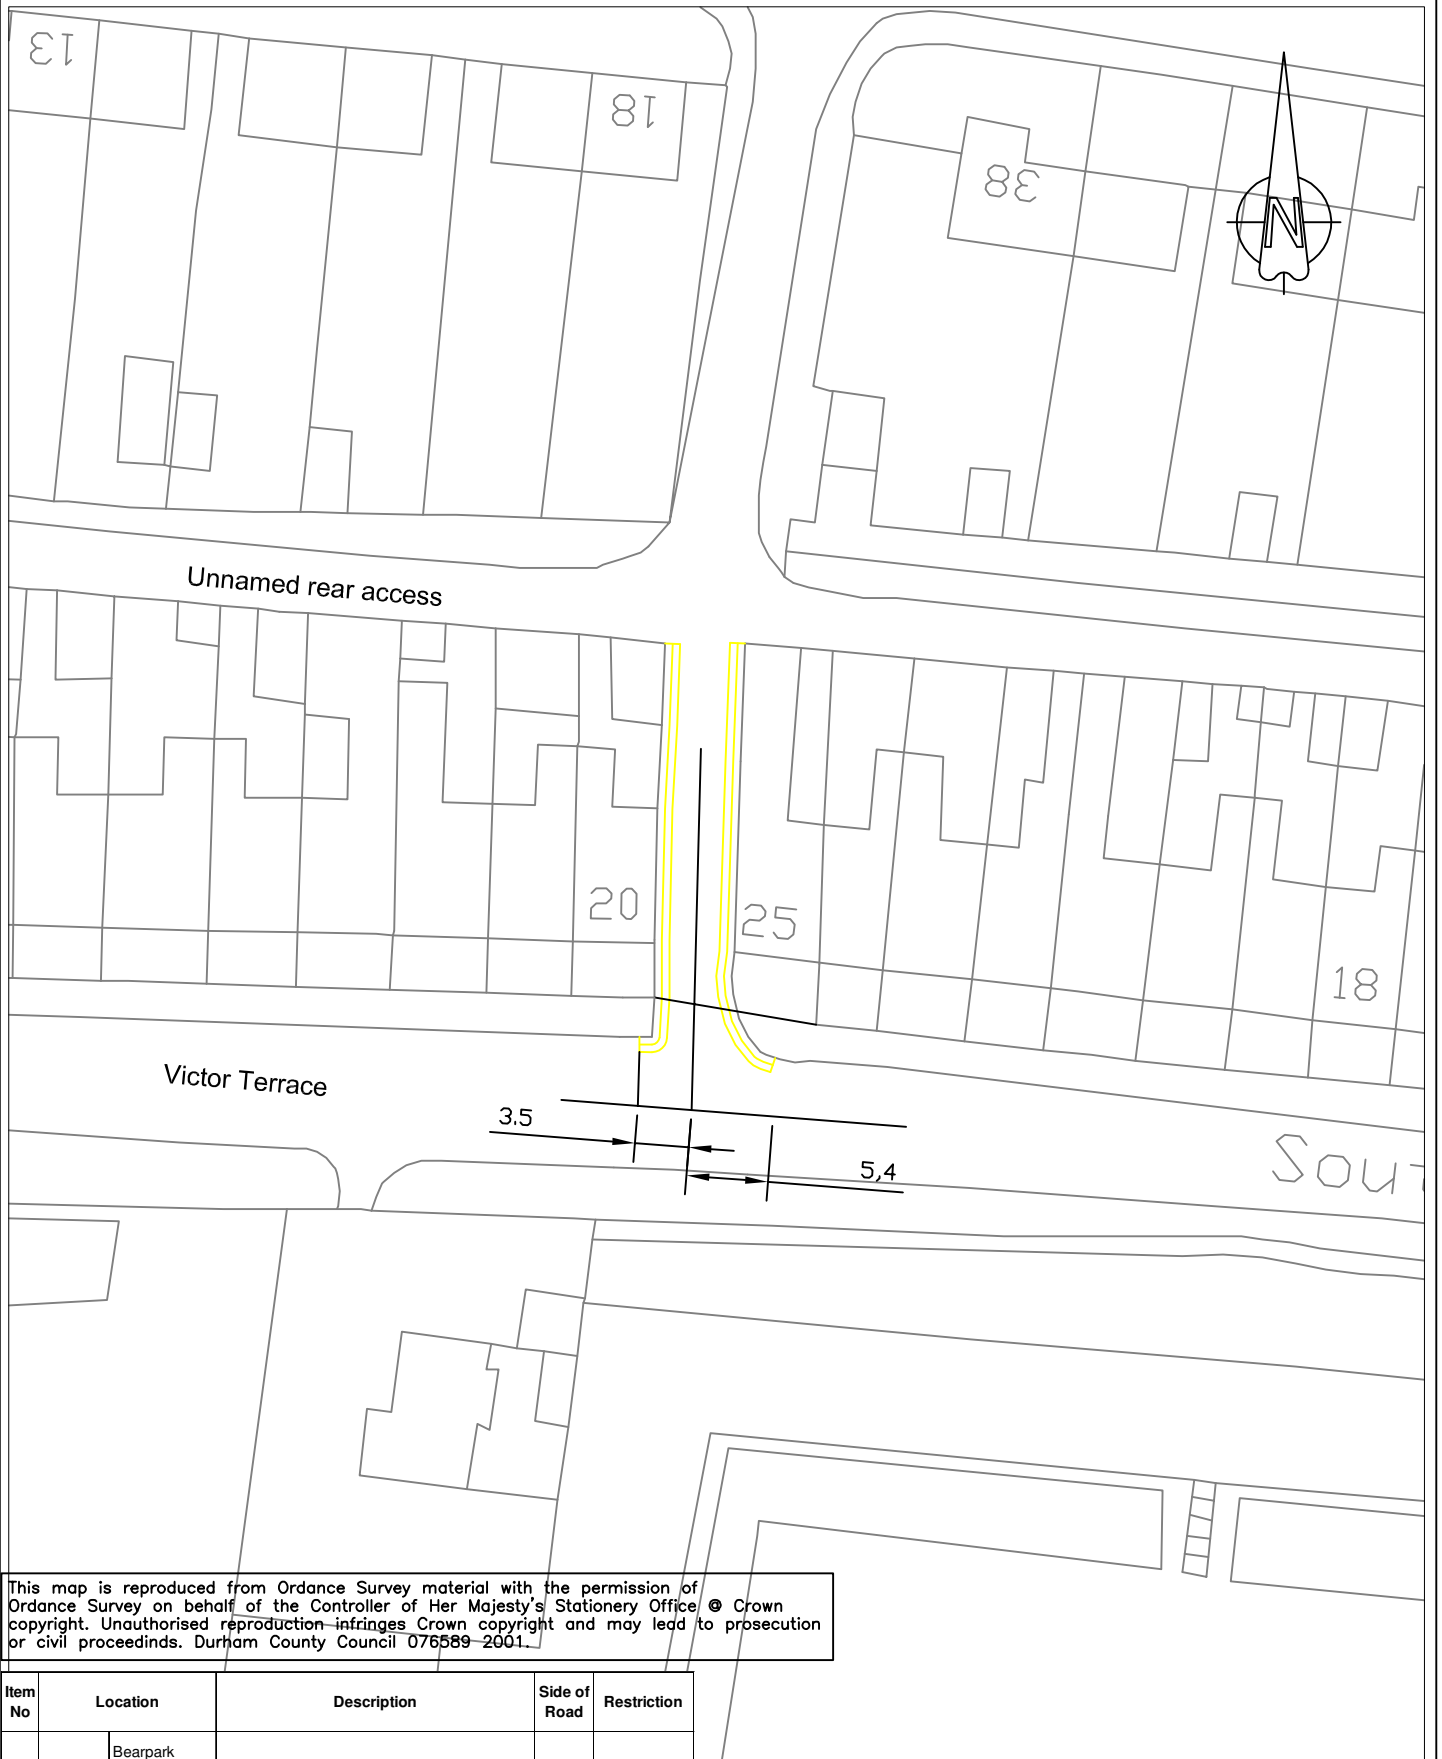 13
18
38
N
Unnamed rear access
20
25
18
Victor Terrace
3.5
5,4
Sout
This map is reproduced from Ordance Survey material with the permission of
Ordance Survey on behalf of the Controller of Her Majesty's Stationery Office @ Crown
copyright. Unauthorised reproduction infringes Crown copyright and may lead to prosecution
or civil proceedinds. Durham County Council 076589 2001.
Item No
Location
Description
Side of Road
Restriction
Bearpark